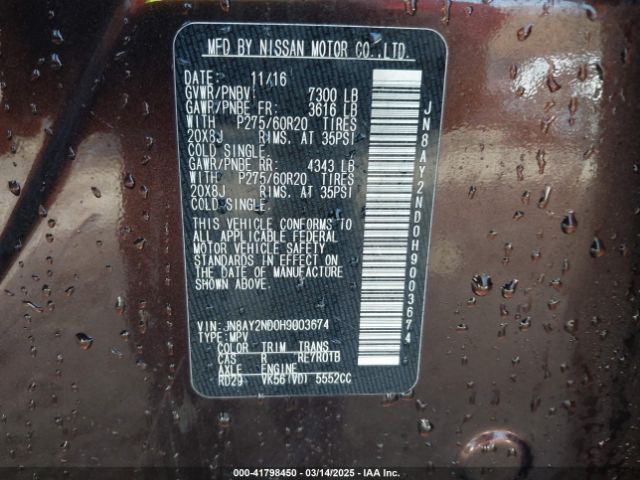 MFD BY NISSAN MOTOR CO.,LTD.
DATE: 11/16
GVWR/PNBV: 7300 LB
GAWR/PNBE FR: 3616 LB
WITH P275/60R20 TIRES
20X8J RIMS, AT 35PSI
COLD SINGLE
GAWR/PNBE RR: 4343 LB
WITH P275/60R20 TIRES
20X8J RIMS, AT 35PSI
COLD SINGLE
THIS VEHICLE CONFORMS TO
ALL APPLICABLE FEDERAL
MOTOR VEHICLE SAFETY
STANDARDS IN EFFECT ON
THE DATE OF MANUFACTURE
SHOWN ABOVE.
VIN: JN8AY2ND0H9003674
TYPE: MPV
COLOR TRIM TRANS
CAS R RE7R01B
AXLE ENGINE
RD29 VK56(VD) 5552CC
JN8AY2ND0H9003674
000-41798450 | 03/14/2025 | IAA Inc.